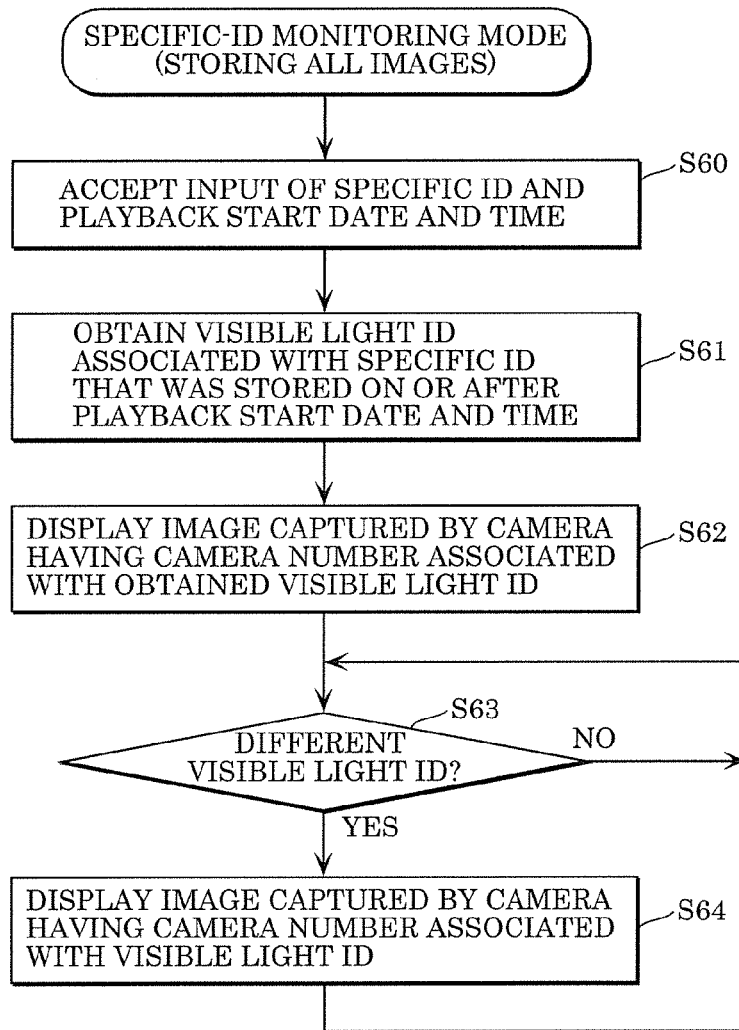 SPECIFIC-ID MONITORING MODE
(STORING ALL IMAGES)
S60
ACCEPT INPUT OF SPECIFIC ID AND
PLAYBACK START DATE AND TIME
S61
OBTAIN VISIBLE LIGHT ID
ASSOCIATED WITH SPECIFIC ID
THAT WAS STORED ON OR AFTER
PLAYBACK START DATE AND TIME
S62
DISPLAY IMAGE CAPTURED BY CAMERA
HAVING CAMERA NUMBER ASSOCIATED
WITH OBTAINED VISIBLE LIGHT ID
S63
DIFFERENT
VISIBLE LIGHT ID?
NO
YES
S64
DISPLAY IMAGE CAPTURED BY CAMERA
HAVING CAMERA NUMBER ASSOCIATED
WITH VISIBLE LIGHT ID